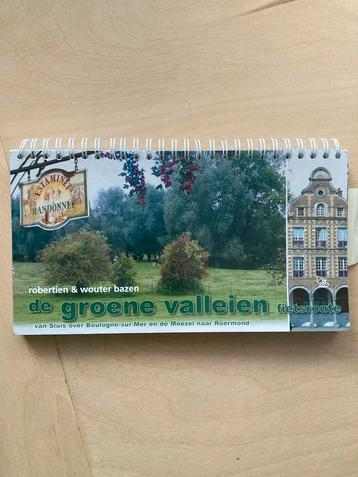 ESTAMINET
RANDONNEE
robertien & wouter bazen
de groene valleien fietsroute
van Sluis over Boulogne-sur-Mer en de Moezel naar Roermond